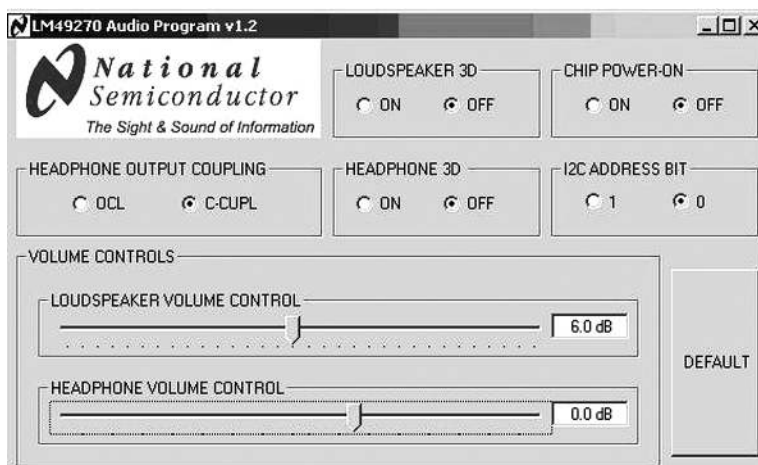 LM49270 Audio Program v1.2
National
Semiconductor
The Sight & Sound of Information
LOUDSPEAKER 3D
ON OFF
CHIP POWER-ON
ON OFF
HEADPHONE OUTPUT COUPLING
OCL C-CUPL
HEADPHONE 3D
ON OFF
I2C ADDRESS BIT
1 0
VOLUME CONTROLS
LOUDSPEAKER VOLUME CONTROL
6.0 dB
HEADPHONE VOLUME CONTROL
0.0 dB
DEFAULT